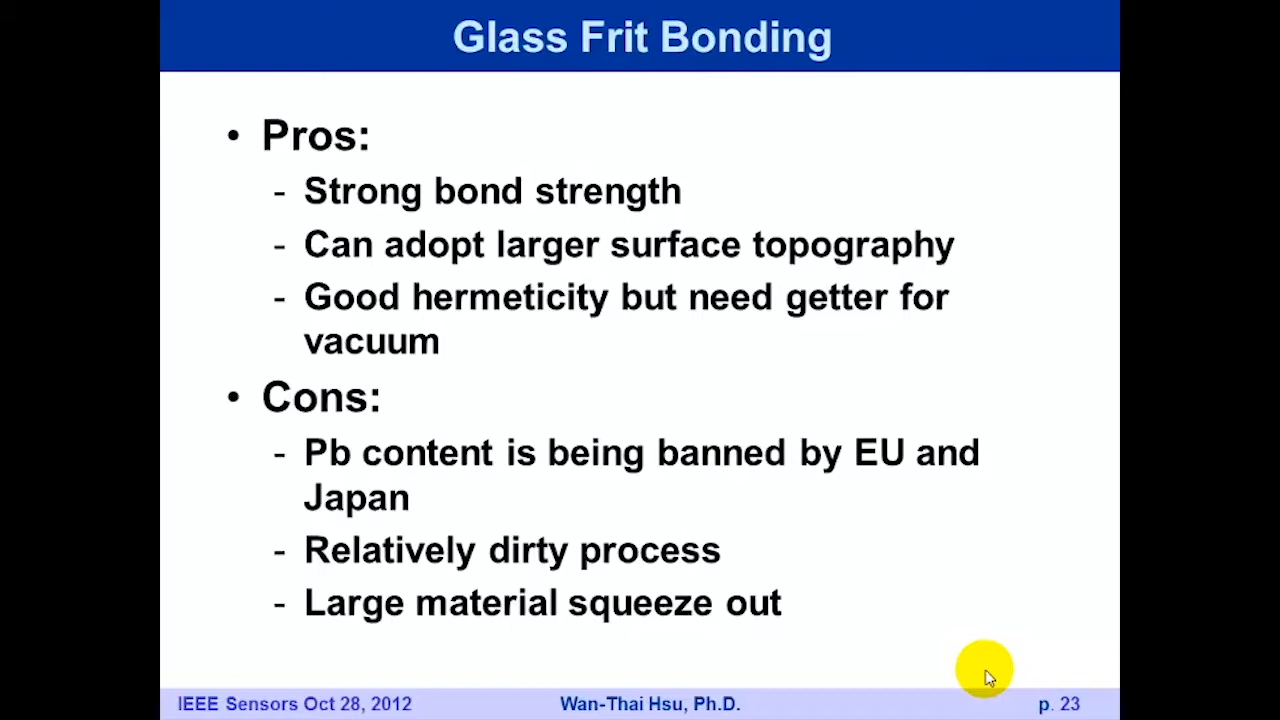 Glass Frit Bonding
• Pros:
- Strong bond strength
- Can adopt larger surface topography
- Good hermeticity but need getter for
vacuum
• Cons:
- Pb content is being banned by EU and
Japan
- Relatively dirty process
- Large material squeeze out
IEEE Sensors Oct 28, 2012 Wan-Thai Hsu, Ph.D. p. 23